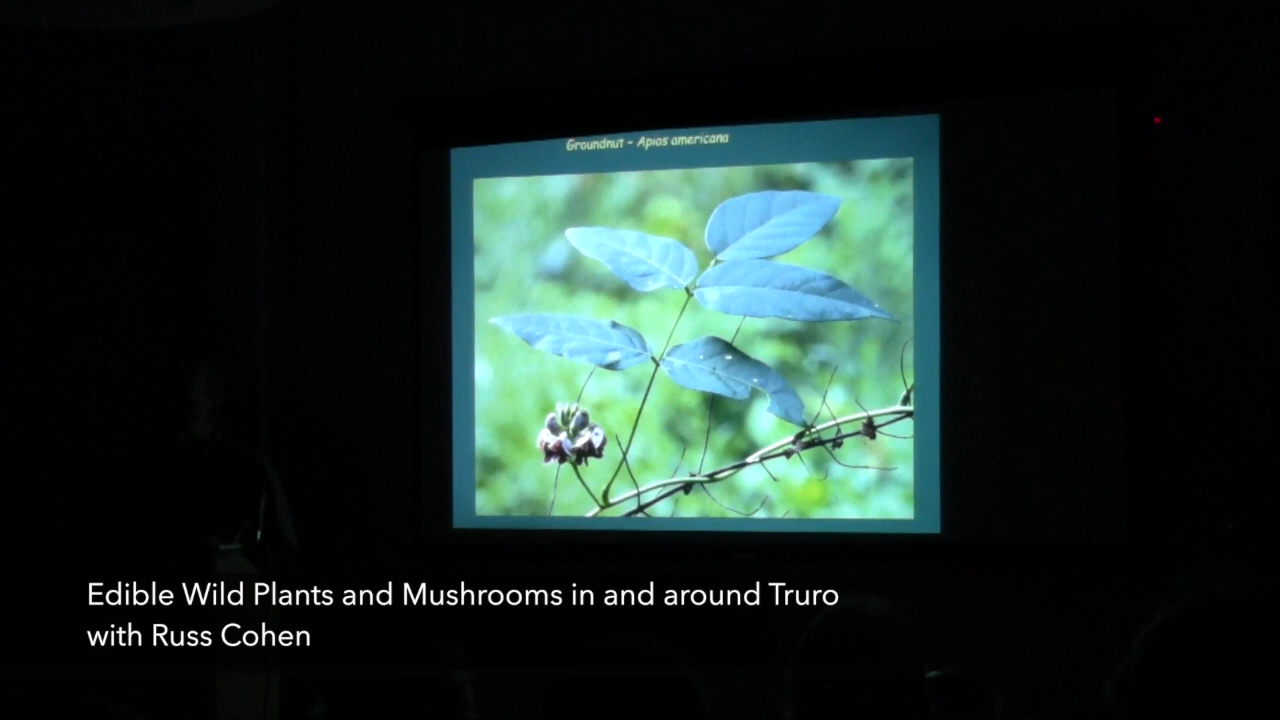 Groundnut - Apios americana
Edible Wild Plants and Mushrooms in and around Truro
with Russ Cohen